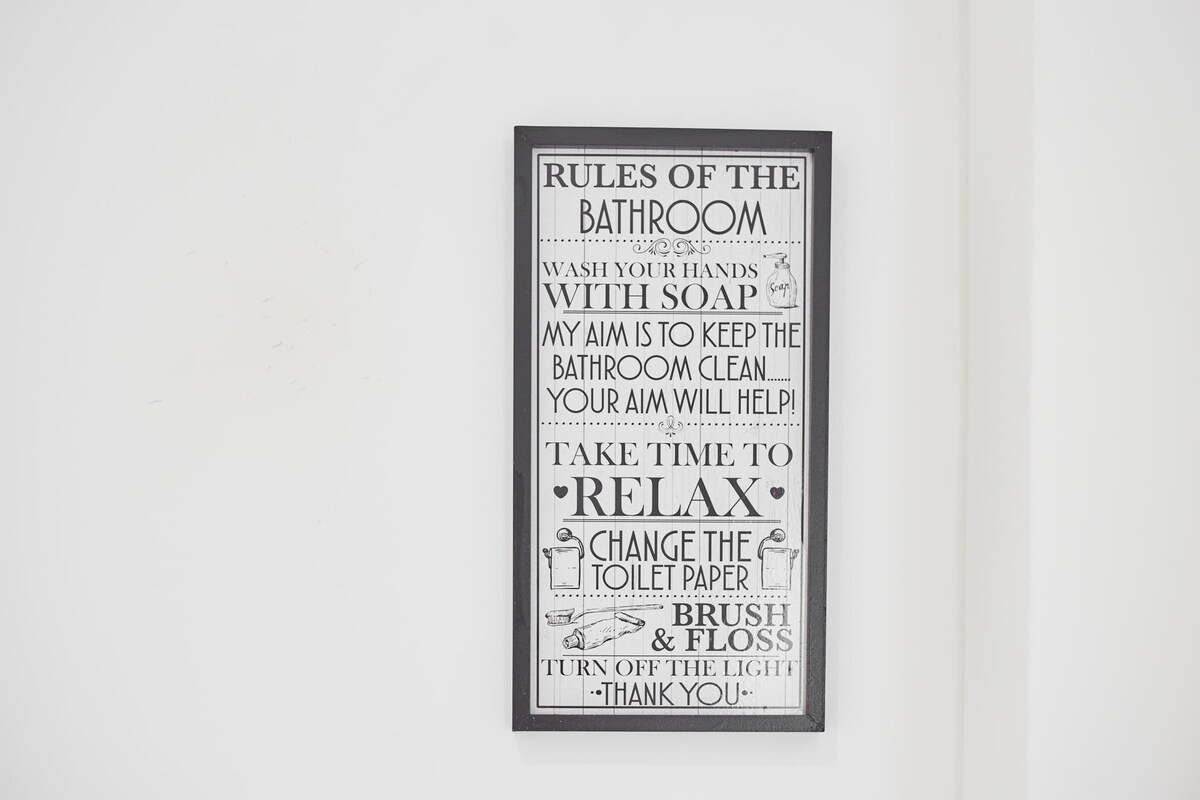 RULES OF THE
BATHROOM
WASH YOUR HANDS
WITH SOAP
Soap
MY AIM IS TO KEEP THE
BATHROOM CLEAN.......
YOUR AIM WILL HELP!
TAKE TIME TO
RELAX
CHANGE THE
TOILET PAPER
BRUSH
& FLOSS
TURN OFF THE LIGHT
THANK YOU